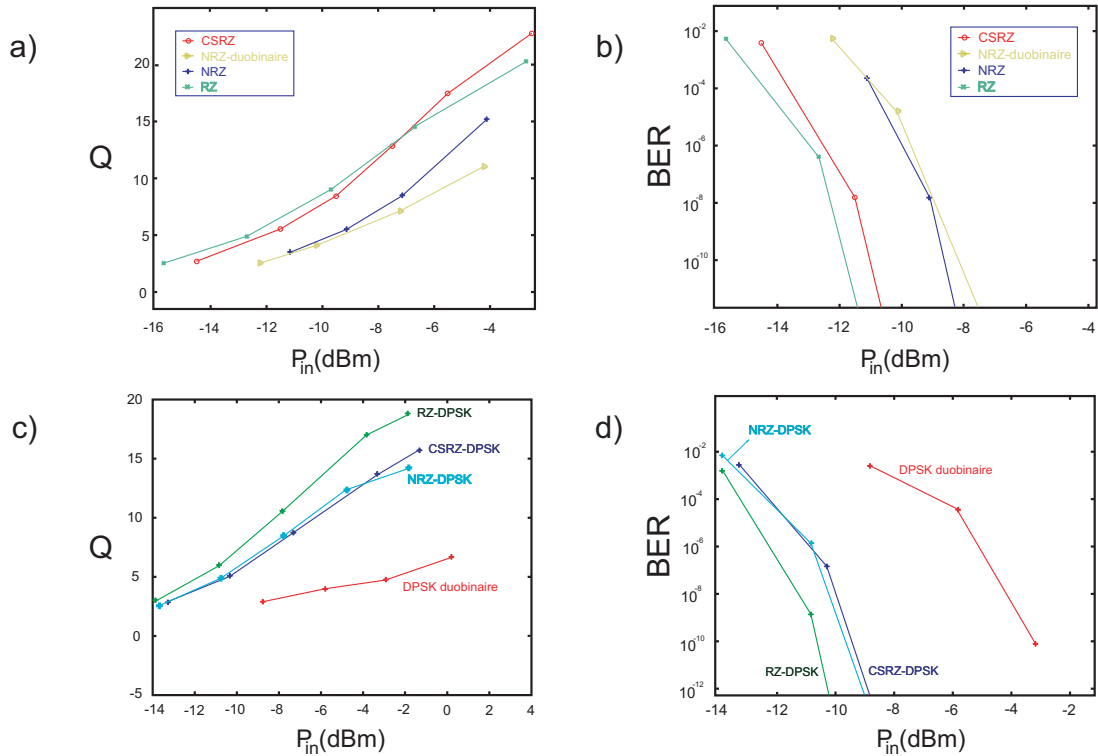 a)
CSRZ
NRZ-duobinaire
NRZ
RZ
Q
20
15
10
5
0
-16 -14 -12 -10 -8 -6 -4
Pin(dBm)
b)
CSRZ
NRZ-duobinaire
NRZ
RZ
BER
10-2
10-4
10-6
10-8
10-10
-16 -14 -12 -10 -8 -6 -4
Pin(dBm)
c)
RZ-DPSK
CSRZ-DPSK
NRZ-DPSK
DPSK duobinaire
Q
20
15
10
5
0
-5
-14 -12 -10 -8 -6 -4 -2 0 2 4
Pin(dBm)
d)
NRZ-DPSK
DPSK duobinaire
RZ-DPSK
CSRZ-DPSK
BER
10-2
10-4
10-6
10-8
10-10
10-12
-14 -12 -10 -8 -6 -4 -2
Pin(dBm)